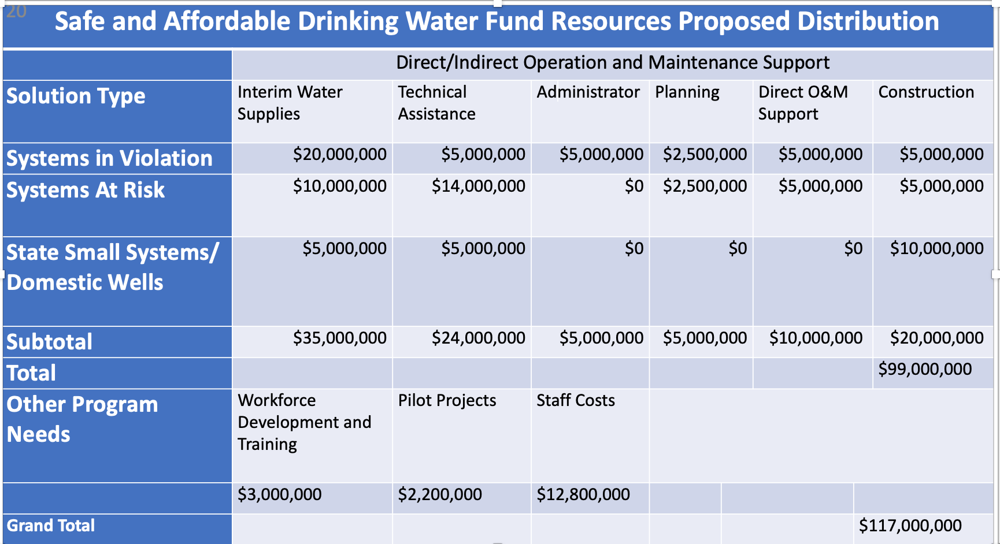 20
Safe and Affordable Drinking Water Fund Resources Proposed Distribution
Direct/Indirect Operation and Maintenance Support
Solution Type Interim Water Supplies Technical Assistance Administrator Planning Direct O&M Support Construction
Systems in Violation $20,000,000 $5,000,000 $5,000,000 $2,500,000 $5,000,000 $5,000,000
Systems At Risk $10,000,000 $14,000,000 $0 $2,500,000 $5,000,000 $5,000,000
State Small Systems/ $5,000,000 $5,000,000 $0 $0 $0 $10,000,000
Domestic Wells
Subtotal $35,000,000 $24,000,000 $5,000,000 $5,000,000 $10,000,000 $20,000,000
Total $99,000,000
Other Program Needs Workforce Development and Training Pilot Projects Staff Costs
$3,000,000 $2,200,000 $12,800,000
Grand Total $117,000,000